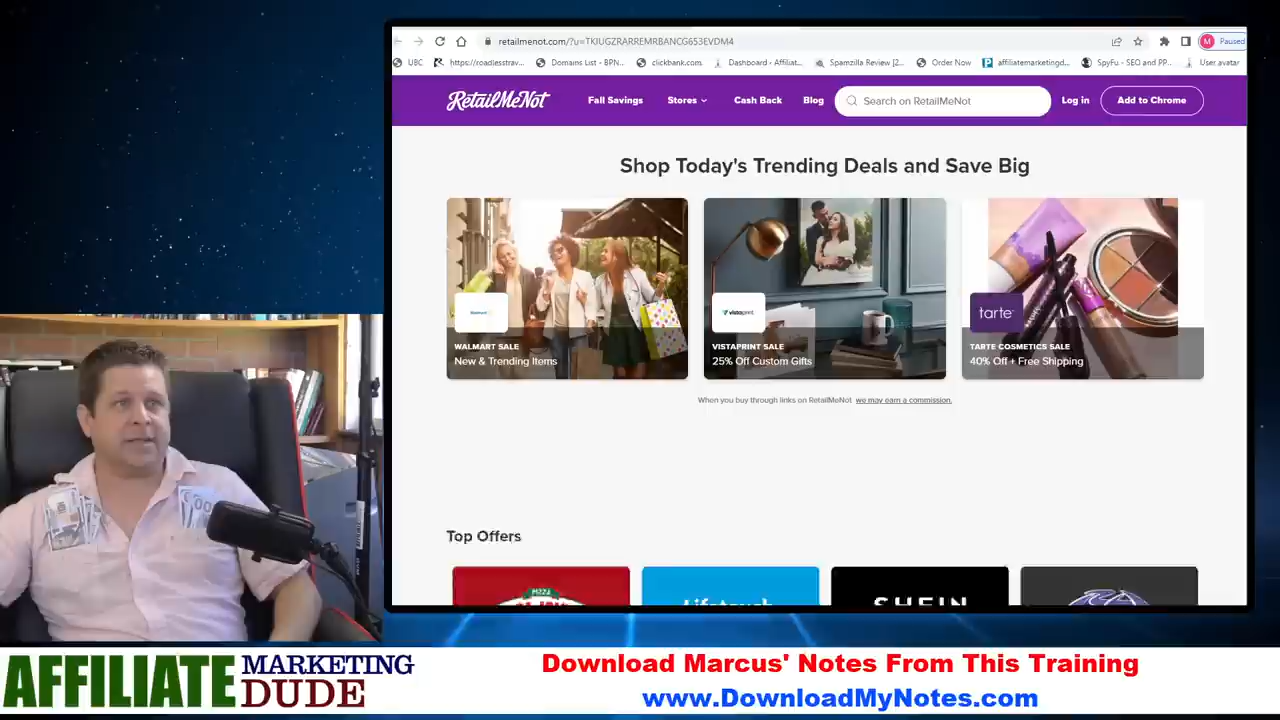 retailmenot.com/?u=TKIUGZRARREMRBANCG653EVDM4
M Paused
UBC https://roadlesstrav... Domains List - BPN... clickbank.com Dashboard - Affiliat... Spamzilla Review [2... Order Now affiliatemarketingd... SpyFu - SEO and PP... User avatar
RetailMeNot Fall Savings Stores Cash Back Blog Search on RetailMeNot Log in Add to Chrome
Shop Today's Trending Deals and Save Big
Walmart
vistaprint
tarte
WALMART SALE
New & Trending Items
VISTAPRINT SALE
25% Off Custom Gifts
TARTE COSMETICS SALE
40% Off + Free Shipping
When you buy through links on RetailMeNot we may earn a commission.
Top Offers
PIZZA
Lifetouch
SHEIN
AFFILIATE MARKETING DUDE
Download Marcus' Notes From This Training
www.DownloadMyNotes.com